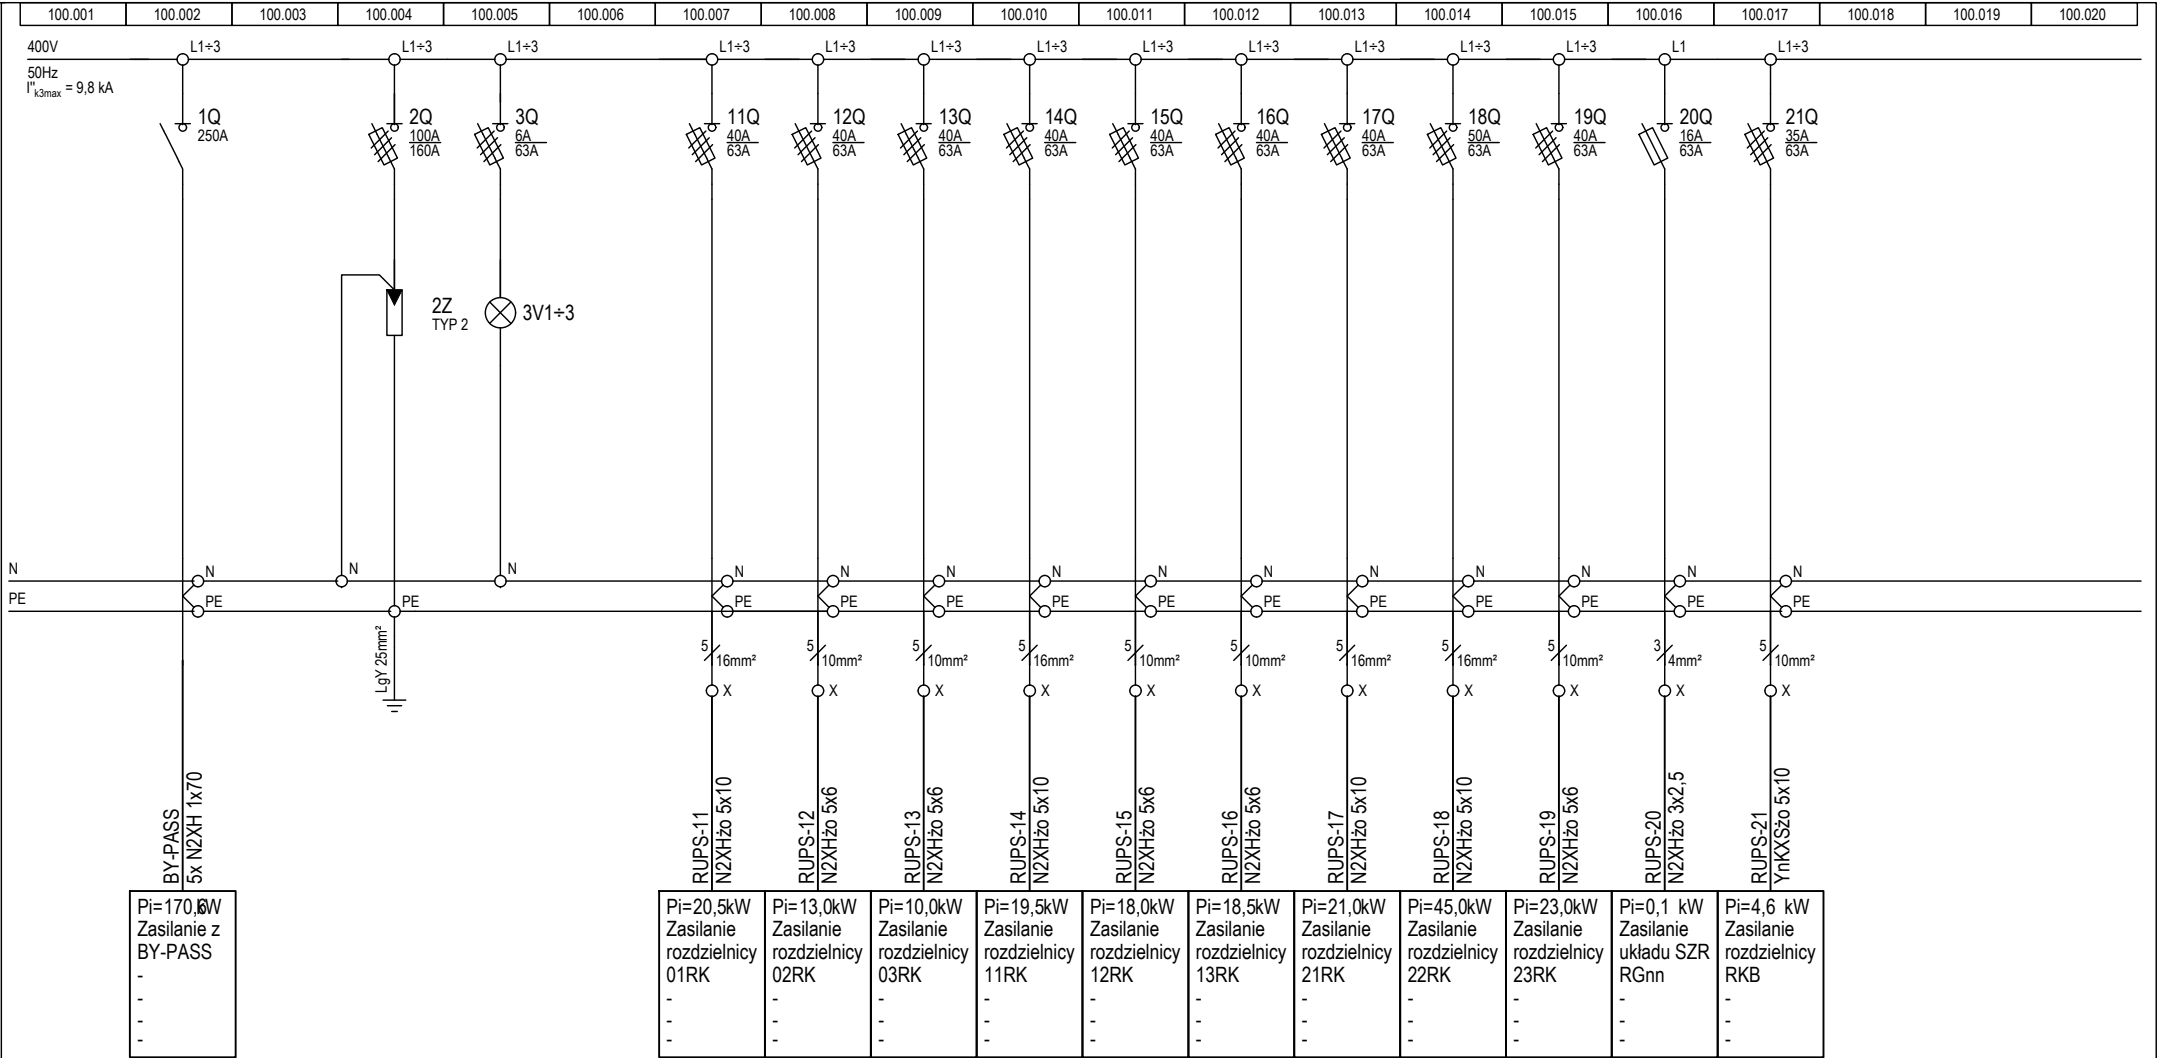 100.001 100.002 100.003 100.004 100.005 100.006 100.007 100.008 100.009 100.010 100.011 100.012 100.013 100.014 100.015 100.016 100.017 100.018 100.019 100.020
400V L1÷3 L1÷3 L1÷3 L1÷3 L1÷3 L1÷3 L1÷3 L1÷3 L1÷3 L1÷3 L1÷3 L1÷3 L1 L1÷3
50Hz
I"k3max = 9,8 kA
1Q 2Q 3Q 11Q 12Q 13Q 14Q 15Q 16Q 17Q 18Q 19Q 20Q 21Q
250A 100A 6A 40A 40A 40A 40A 40A 40A 40A 50A 40A 16A 35A
160A 63A 63A 63A 63A 63A 63A 63A 63A 63A 63A 63A 63A
2Z 3V1÷3
TYP 2
N N N N N N N N N N N N N N N
PE PE PE PE PE PE PE PE PE PE PE PE PE PE
LgY 25mm²
5 5 5 5 5 5 5 5 5 3 5
16mm² 10mm² 10mm² 16mm² 10mm² 10mm² 16mm² 16mm² 10mm² 4mm² 10mm²
X X X X X X X X X X X
BY-PASS
5x N2XH 1x70
RUPS-11
N2XHżo 5x10
RUPS-12
N2XHżo 5x6
RUPS-13
N2XHżo 5x6
RUPS-14
N2XHżo 5x10
RUPS-15
N2XHżo 5x6
RUPS-16
N2XHżo 5x6
RUPS-17
N2XHżo 5x10
RUPS-18
N2XHżo 5x10
RUPS-19
N2XHżo 5x6
RUPS-20
N2XHżo 3x2,5
RUPS-21
YnKXSżo 5x10
Pi=170,6kW
Zasilanie z
BY-PASS
-
-
-
-
Pi=20,5kW
Zasilanie
rozdzielnicy
01RK
-
-
-
Pi=13,0kW
Zasilanie
rozdzielnicy
02RK
-
-
-
Pi=10,0kW
Zasilanie
rozdzielnicy
03RK
-
-
-
Pi=19,5kW
Zasilanie
rozdzielnicy
11RK
-
-
-
Pi=18,0kW
Zasilanie
rozdzielnicy
12RK
-
-
-
Pi=18,5kW
Zasilanie
rozdzielnicy
13RK
-
-
-
Pi=21,0kW
Zasilanie
rozdzielnicy
21RK
-
-
-
Pi=45,0kW
Zasilanie
rozdzielnicy
22RK
-
-
-
Pi=23,0kW
Zasilanie
rozdzielnicy
23RK
-
-
-
Pi=0,1 kW
Zasilanie
układu SZR
RGnn
-
-
-
Pi=4,6 kW
Zasilanie
rozdzielnicy
RKB
-
-
-